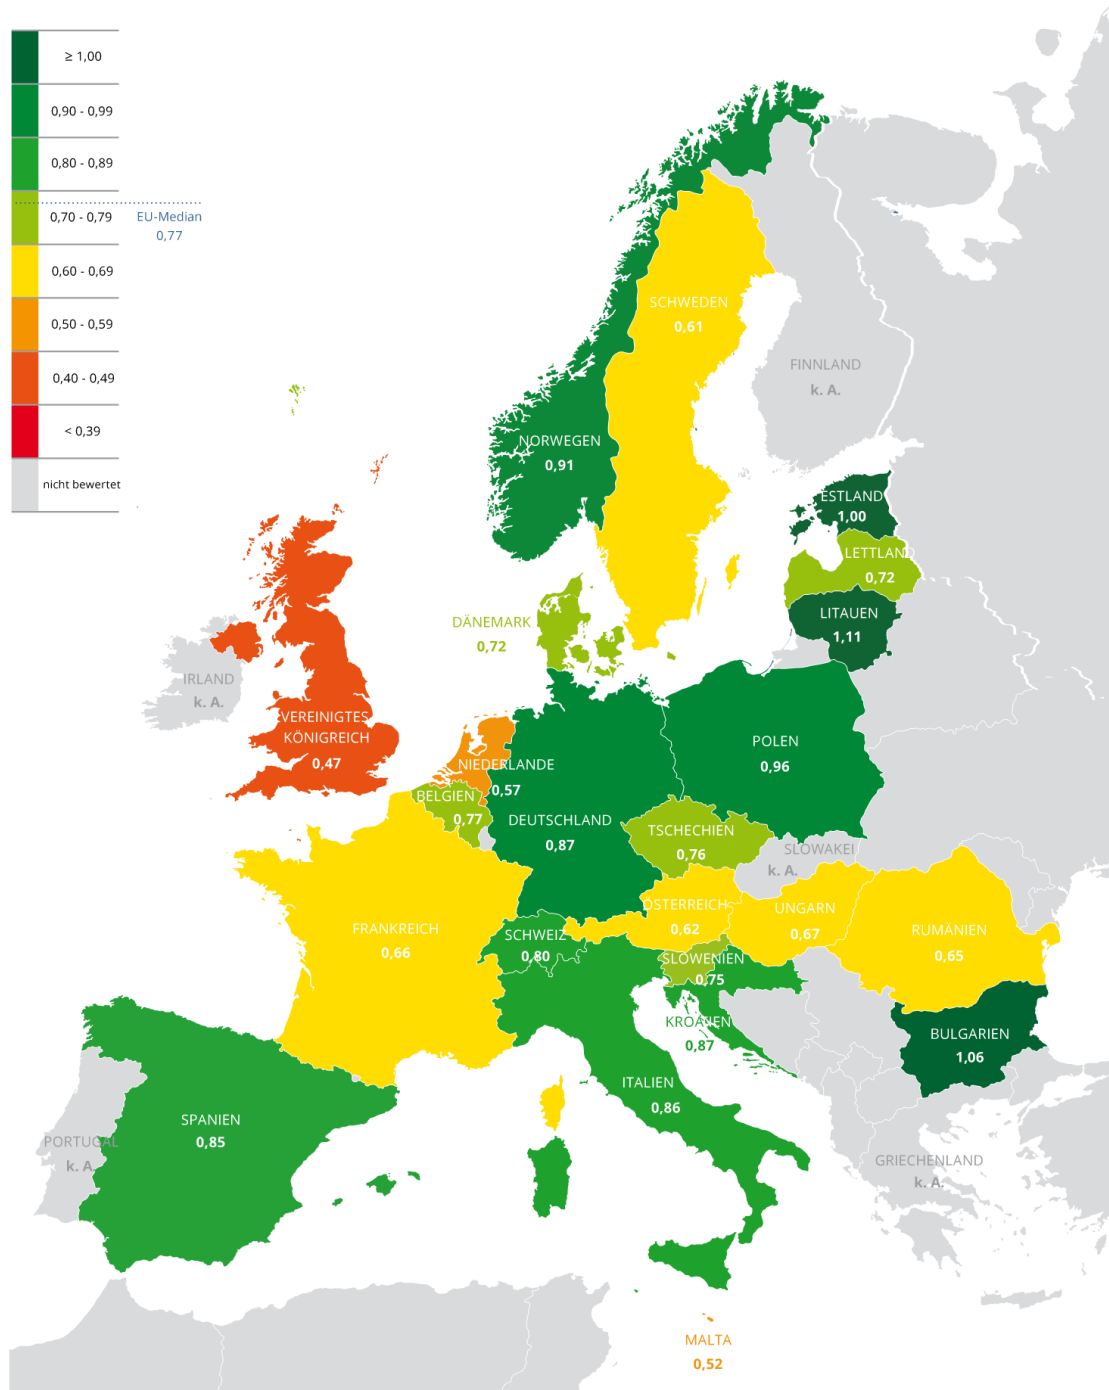 ≥ 1,00
0,90 - 0,99
0,80 - 0,89
0,70 - 0,79
EU-Median
0,77
0,60 - 0,69
0,50 - 0,59
0,40 - 0,49
< 0,39
nicht bewertet
SCHWEDEN
0,61
FINNLAND
k. A.
NORWEGEN
0,91
ESTLAND
1,00
LETTLAND
0,72
LITAUEN
1,11
DÄNEMARK
0,72
IRLAND
k. A.
VEREINIGTES
KÖNIGREICH
0,47
NIEDERLANDE
0,57
BELGIEN
0,77
DEUTSCHLAND
0,87
POLEN
0,96
TSCHECHIEN
0,76
SLOWAKEI
k. A.
ÖSTERREICH
0,62
UNGARN
0,67
RUMÄNIEN
0,65
FRANKREICH
0,66
SCHWEIZ
0,80
SLOWENIEN
0,75
KROATIEN
0,87
BULGARIEN
1,06
ITALIEN
0,86
SPANIEN
0,85
PORTUGAL
k. A.
GRIECHENLAND
k. A.
MALTA
0,52